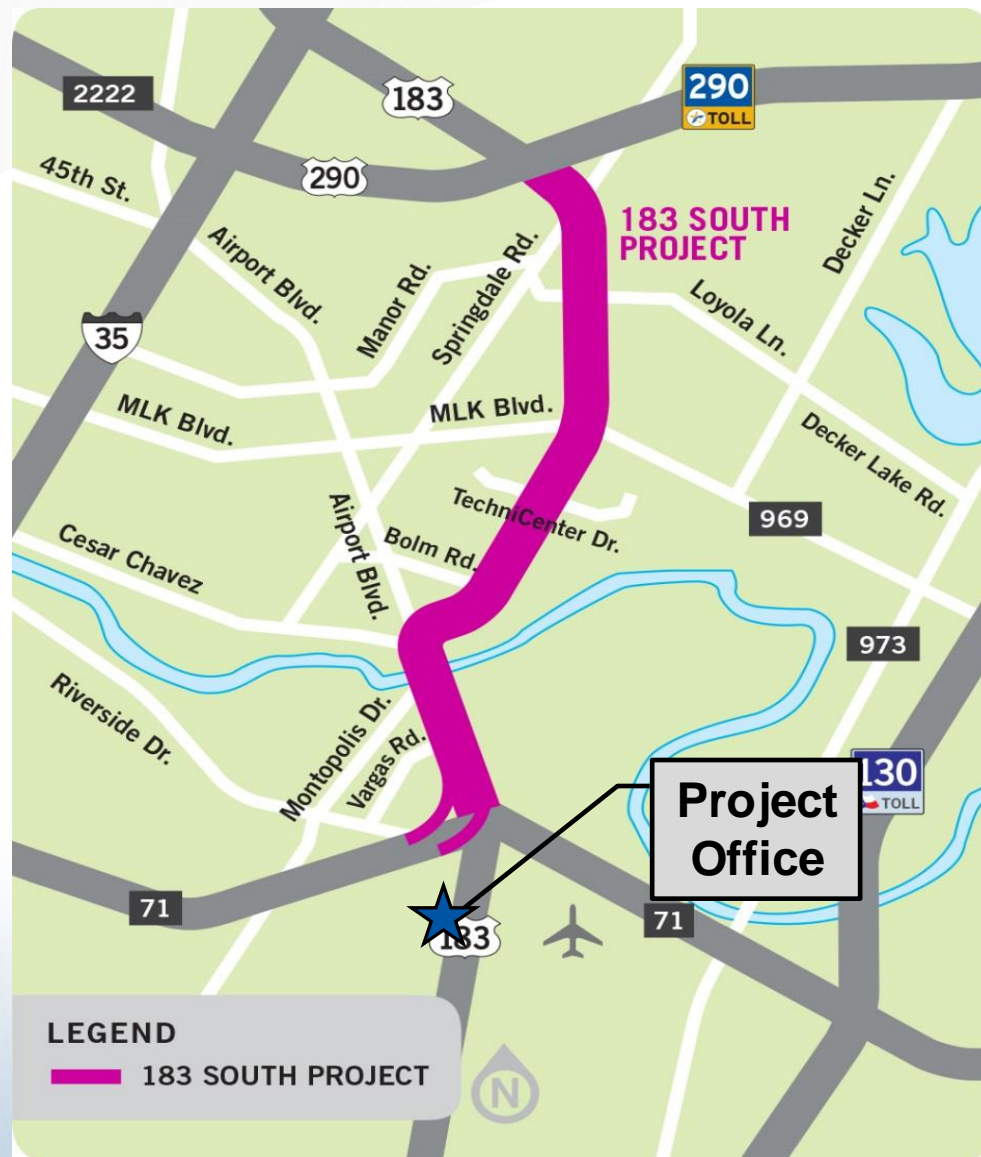 2222
183
290
TOLL
45th St.
290
Airport Blvd.
Manor Rd.
Springdale Rd.
183 SOUTH
PROJECT
Decker Ln.
Loyola Ln.
35
MLK Blvd.
MLK Blvd.
Decker Lake Rd.
TechniCenter Dr.
969
Airport Blvd.
Bolm Rd.
Cesar Chavez
973
Riverside Dr.
Montopolis Dr.
Vargas Rd.
130
TOLL
Project
Office
71
183
71
LEGEND
183 SOUTH PROJECT
N